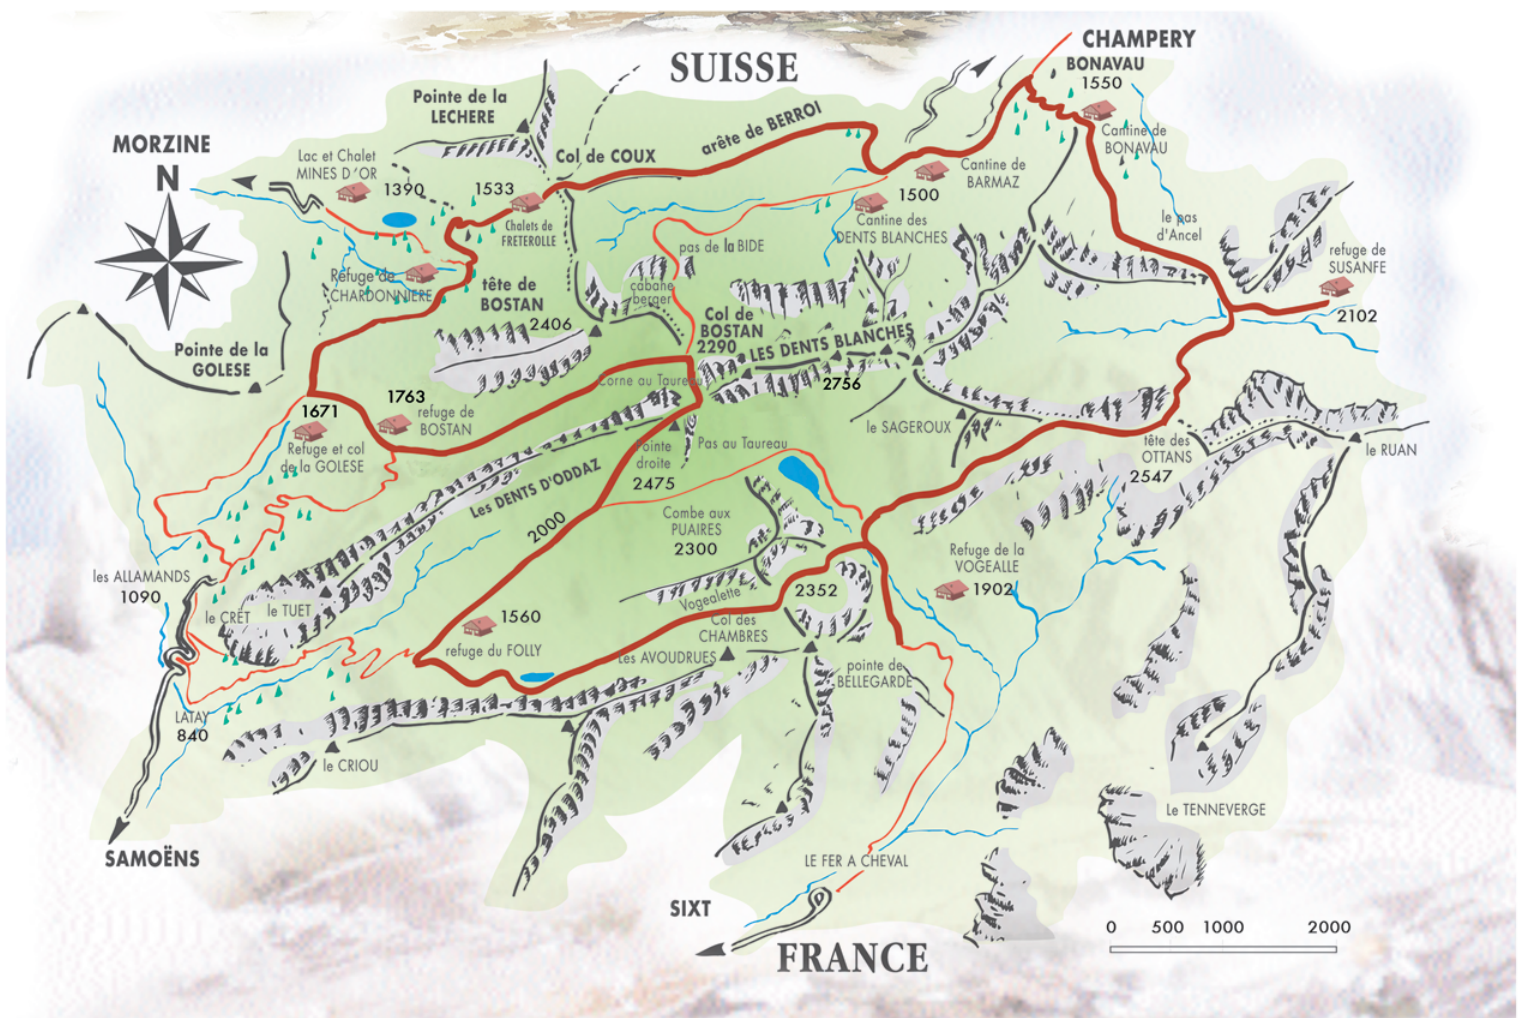 SUISSE
CHAMPERY
BONAVAU
1550
Cantine de
BONAVAU
Pointe de la
LECHERE
MORZINE
N
Lac et Chalet
MINES D'OR
1390
1533
Col de COUX
arête de BERROI
Cantine de
BARMAZ
1500
Cantine des
DENTS BLANCHES
Chalets de
FRETEROLLE
le pas
d'Ancel
refuge de
SUSANFE
2102
pas de la BIDE
Refuge de
CHARDONNIERE
tête de
BOSTAN
2406
cabane
berger
Col de
BOSTAN
2290
LES DENTS BLANCHES
2756
Pointe de la
GOLESE
Corne au Taureau
1671
1763
refuge de
BOSTAN
Refuge et col
de la GOLESE
le SAGEROUX
tête des
OTTANS
2547
le RUAN
Pointe
droite
2475
Pas au Taureau
Les DENTS D'ODDAZ
2000
Combe aux
PUAIRES
2300
Refuge de la
VOGEALLE
1902
les ALLAMANDS
1090
le CRËT
le TUET
1560
refuge du FOLLY
Vogealette
2352
Col des
CHAMBRES
Les AVOUDRUES
pointe de
BELLEGARDE
LATAY
840
le CRIOU
Le TENNEVERGE
SAMOËNS
LE FER A CHEVAL
SIXT
FRANCE
0 500 1000 2000